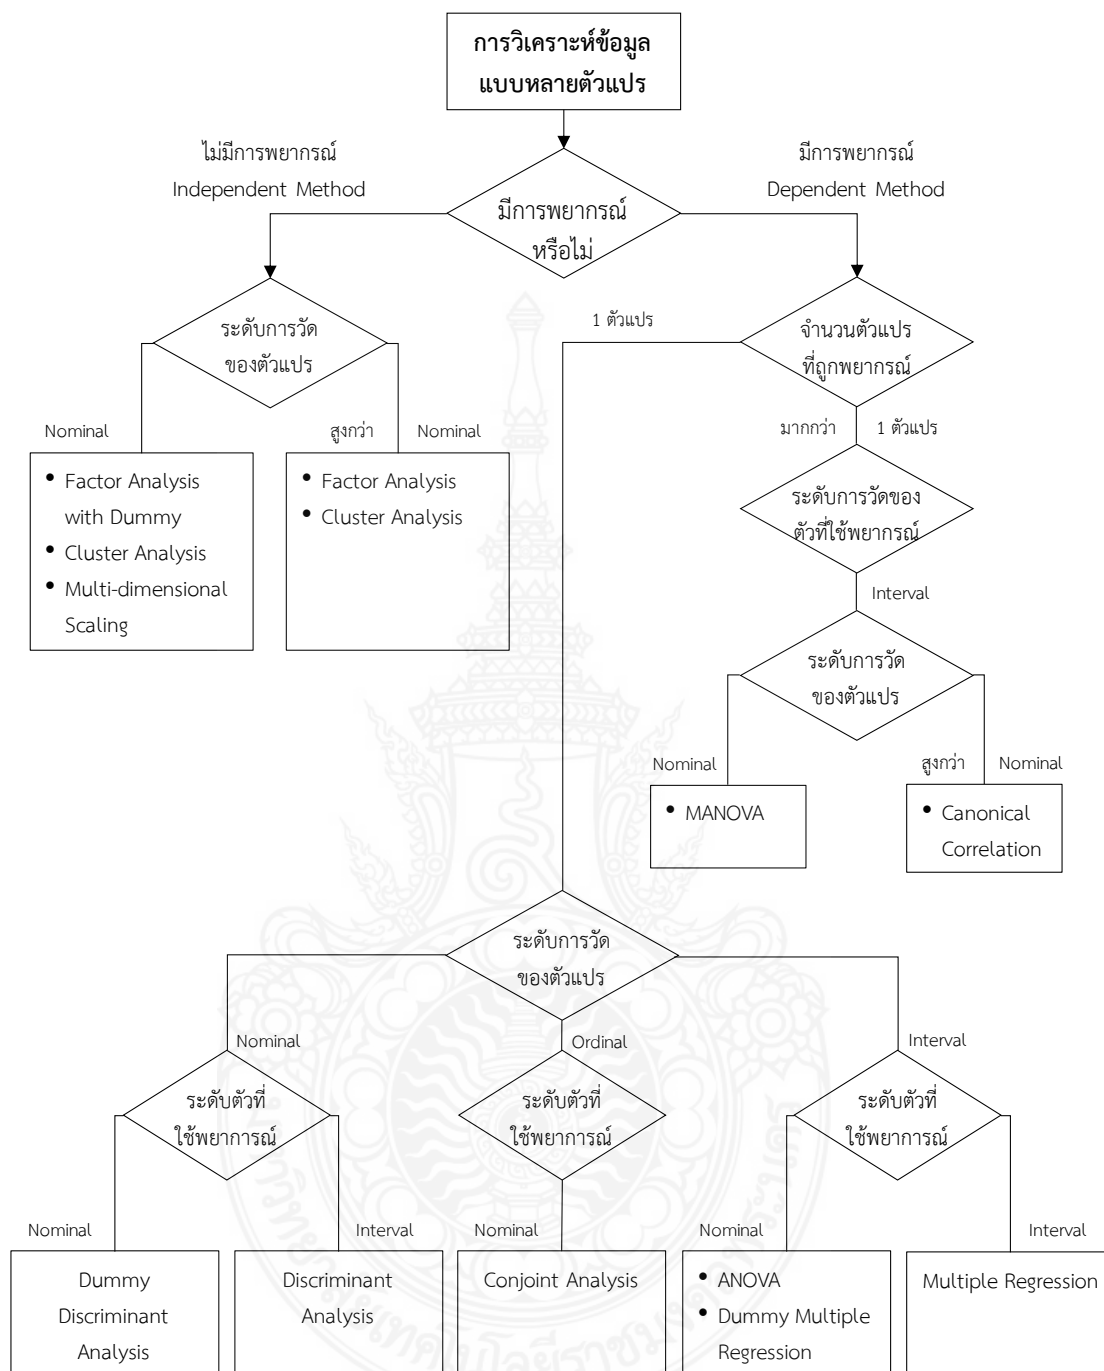 การวิเคราะห์ข้อมูล
แบบหลายตัวแปร
ไม่มีการพยากรณ์
Independent Method
มีการพยากรณ์
Dependent Method
มีการพยากรณ์
หรือไม่
ระดับการวัด
ของตัวแปร
1 ตัวแปร
จำนวนตัวแปร
ที่ถูกพยากรณ์
Nominal
สูงกว่า Nominal
มากกว่า 1 ตัวแปร
• Factor Analysis
with Dummy
• Cluster Analysis
• Multi-dimensional
Scaling
• Factor Analysis
• Cluster Analysis
ระดับการวัดของ
ตัวที่ใช้พยากรณ์
Interval
ระดับการวัด
ของตัวแปร
Nominal
สูงกว่า Nominal
• MANOVA
• Canonical
Correlation
ระดับการวัด
ของตัวแปร
Nominal
Ordinal
Interval
ระดับตัวที่
ใช้พยาการณ์
ระดับตัวที่
ใช้พยาการณ์
ระดับตัวที่
ใช้พยาการณ์
Nominal
Interval
Nominal
Nominal
Interval
Dummy
Discriminant
Analysis
Discriminant
Analysis
Conjoint Analysis
• ANOVA
• Dummy Multiple
Regression
Multiple Regression